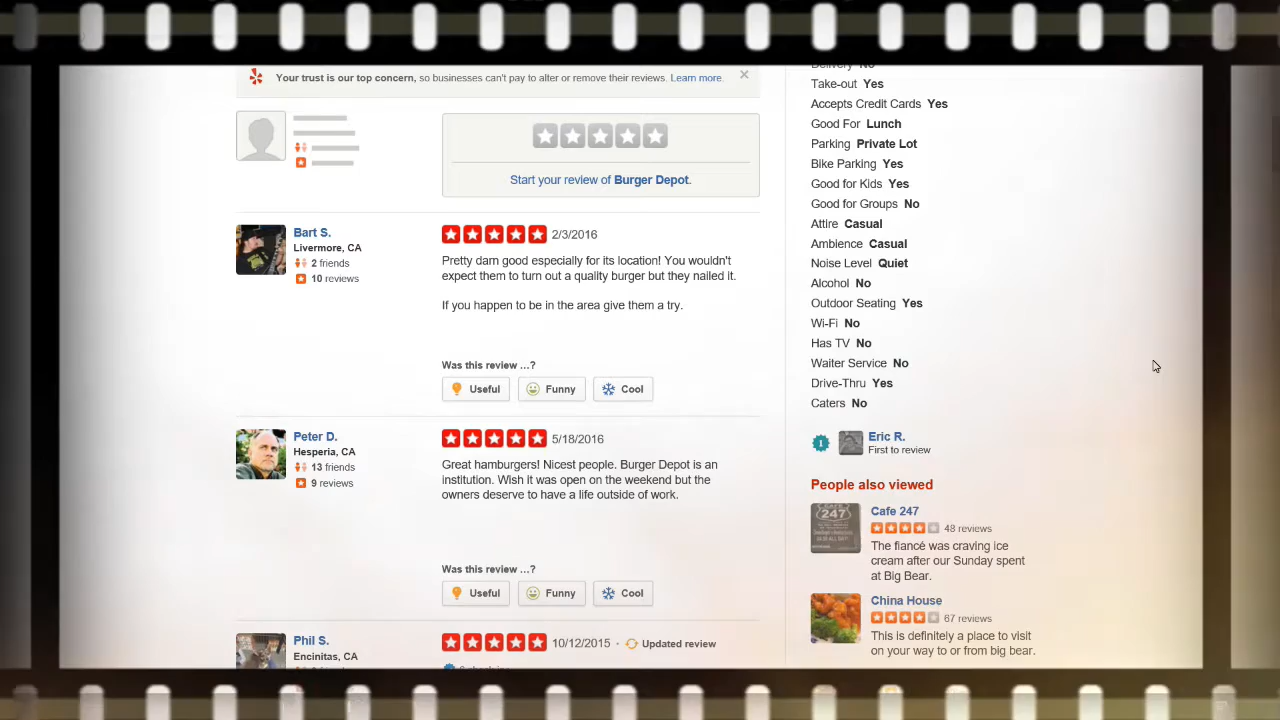 Your trust is our top concern, so businesses can't pay to alter or remove their reviews. Learn more.
Start your review of Burger Depot.
Bart S.
Livermore, CA
2 friends
10 reviews
2/3/2016
Pretty dam good especially for its location! You wouldn't
expect them to turn out a quality burger but they nailed it.
If you happen to be in the area give them a try.
Was this review ...?
Useful
Funny
Cool
Peter D.
Hesperia, CA
13 friends
9 reviews
5/18/2016
Great hamburgers! Nicest people. Burger Depot is an
institution. Wish it was open on the weekend but the
owners deserve to have a life outside of work.
Was this review ...?
Useful
Funny
Cool
Phil S.
Encinitas, CA
10/12/2015 · Updated review
Delivery No
Take-out Yes
Accepts Credit Cards Yes
Good For Lunch
Parking Private Lot
Bike Parking Yes
Good for Kids Yes
Good for Groups No
Attire Casual
Ambience Casual
Noise Level Quiet
Alcohol No
Outdoor Seating Yes
Wi-Fi No
Has TV No
Waiter Service No
Drive-Thru Yes
Caters No
1
Eric R.
First to review
People also viewed
CAFE
247
Cafe 247
48 reviews
The fiancé was craving ice
cream after our Sunday spent
at Big Bear.
China House
67 reviews
This is definitely a place to visit
on your way to or from big bear.